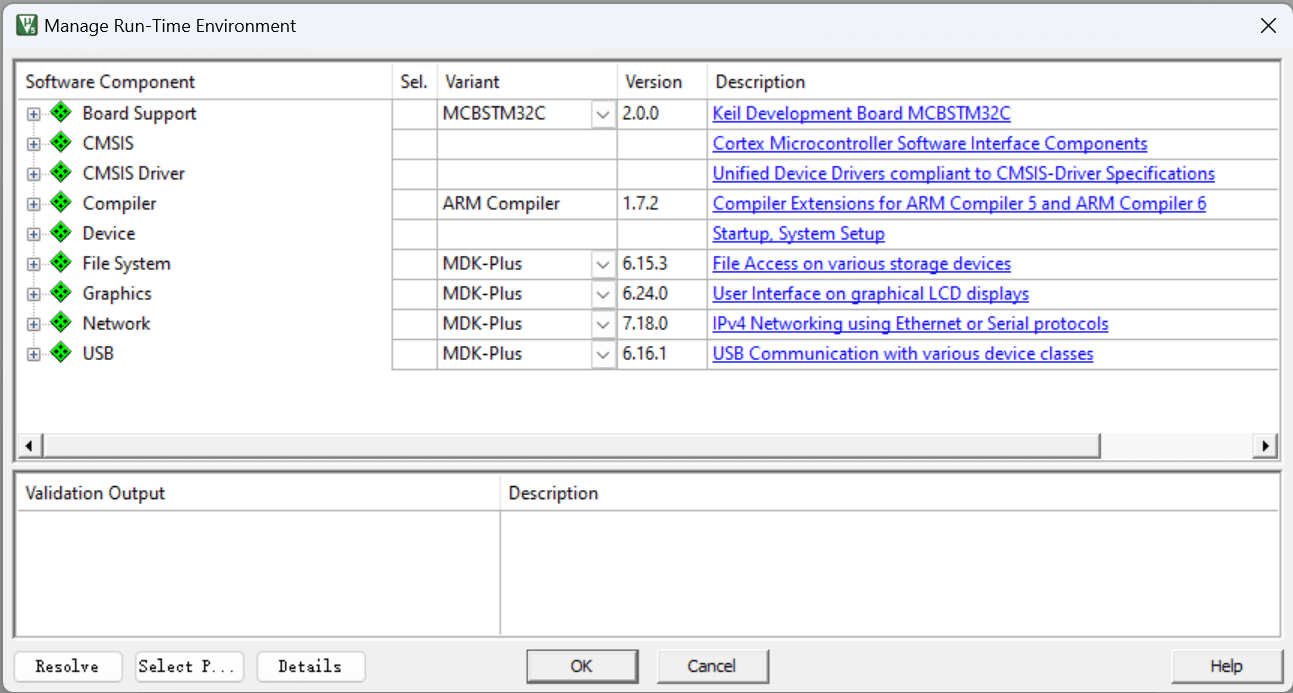 Manage Run-Time Environment
Software Component Sel. Variant Version Description
Board Support MCBSTM32C 2.0.0 Keil Development Board MCBSTM32C
CMSIS Cortex Microcontroller Software Interface Components
CMSIS Driver Unified Device Drivers compliant to CMSIS-Driver Specifications
Compiler ARM Compiler 1.7.2 Compiler Extensions for ARM Compiler 5 and ARM Compiler 6
Device Startup, System Setup
File System MDK-Plus 6.15.3 File Access on various storage devices
Graphics MDK-Plus 6.24.0 User Interface on graphical LCD displays
Network MDK-Plus 7.18.0 IPv4 Networking using Ethernet or Serial protocols
USB MDK-Plus 6.16.1 USB Communication with various device classes
Validation Output Description
Resolve Select P... Details OK Cancel Help